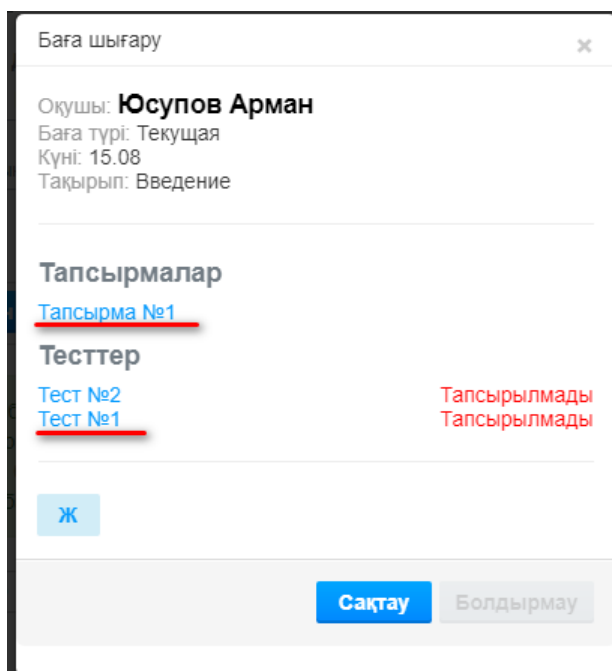 Баға шығару
×
Оқушы: Юсупов Арман
Баға түрі: Текущая
Күні: 15.08
Тақырып: Введение
Тапсырмалар
Тапсырма №1
Тесттер
Тест №2 Тапсырылмады
Тест №1 Тапсырылмады
Ж
Сақтау Болдырмау